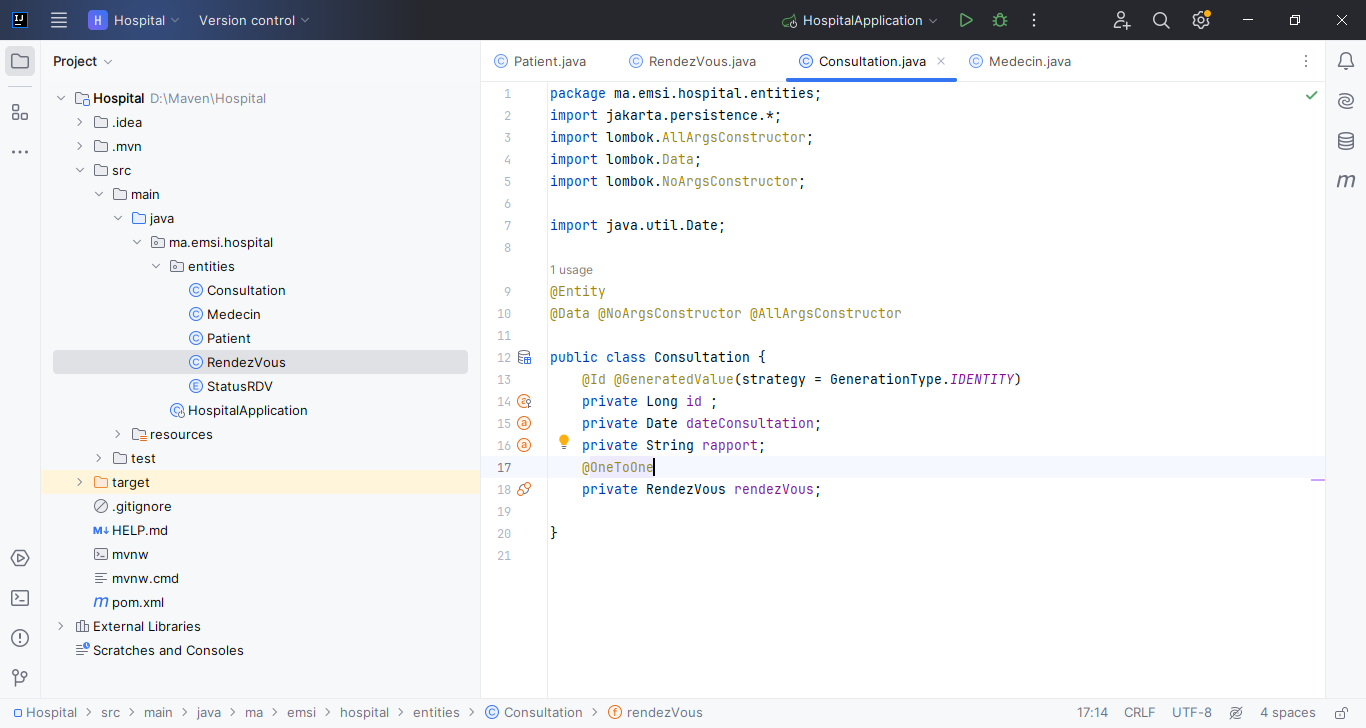 H Hospital Version control HospitalApplication
Project
Hospital D:\Maven\Hospital
.idea
.mvn
src
main
java
ma.emsi.hospital
entities
Consultation
Medecin
Patient
RendezVous
StatusRDV
HospitalApplication
resources
test
target
.gitignore
HELP.md
mvnw
mvnw.cmd
pom.xml
External Libraries
Scratches and Consoles
Patient.java RendezVous.java Consultation.java Medecin.java
1 package ma.emsi.hospital.entities;
2 import jakarta.persistence.*;
3 import lombok.AllArgsConstructor;
4 import lombok.Data;
5 import lombok.NoArgsConstructor;
6
7 import java.util.Date;
8
1 usage
9 @Entity
10 @Data @NoArgsConstructor @AllArgsConstructor
11
12 public class Consultation {
13 @Id @GeneratedValue(strategy = GenerationType.IDENTITY)
14 private Long id ;
15 private Date dateConsultation;
16 private String rapport;
17 @OneToOne
18 private RendezVous rendezVous;
19
20 }
21
Hospital > src > main > java > ma > emsi > hospital > entities > Consultation > rendezVous 17:14 CRLF UTF-8 4 spaces